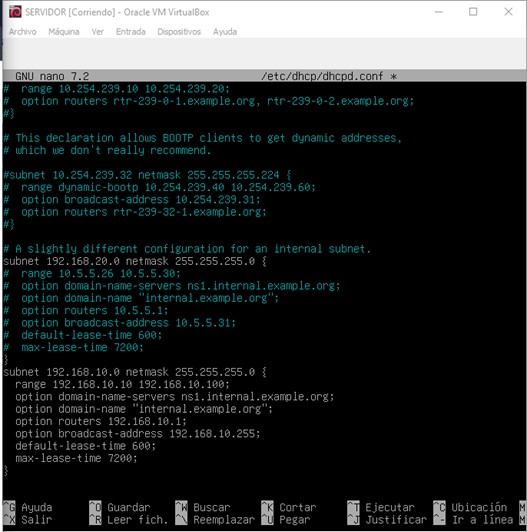 SERVIDOR [Corriendo] - Oracle VM VirtualBox
Archivo Máquina Ver Entrada Dispositivos Ayuda
GNU nano 7.2 /etc/dhcp/dhcpd.conf *
#  range 10.254.239.10 10.254.239.20;
#  option routers rtr-239-0-1.example.org, rtr-239-0-2.example.org;
#}
# This declaration allows BOOTP clients to get dynamic addresses,
# which we don't really recommend.
#subnet 10.254.239.32 netmask 255.255.255.224 {
#  range dynamic-bootp 10.254.239.40 10.254.239.60;
#  option broadcast-address 10.254.239.31;
#  option routers rtr-239-32-1.example.org;
#}
# A slightly different configuration for an internal subnet.
subnet 192.168.20.0 netmask 255.255.255.0 {
#  range 10.5.5.26 10.5.5.30;
#  option domain-name-servers ns1.internal.example.org;
#  option domain-name "internal.example.org";
#  option routers 10.5.5.1;
#  option broadcast-address 10.5.5.31;
#  default-lease-time 600;
#  max-lease-time 7200;
}
subnet 192.168.10.0 netmask 255.255.255.0 {
  range 192.168.10.10 192.168.10.100;
  option domain-name-servers ns1.internal.example.org;
  option domain-name "internal.example.org";
  option routers 192.168.10.1;
  option broadcast-address 192.168.10.255;
  default-lease-time 600;
  max-lease-time 7200;
}
^G Ayuda ^O Guardar ^W Buscar ^K Cortar ^T Ejecutar ^C Ubicación M
^X Salir ^R Leer fich. ^\ Reemplazar ^U Pegar ^J Justificar ^- Ir a línea M